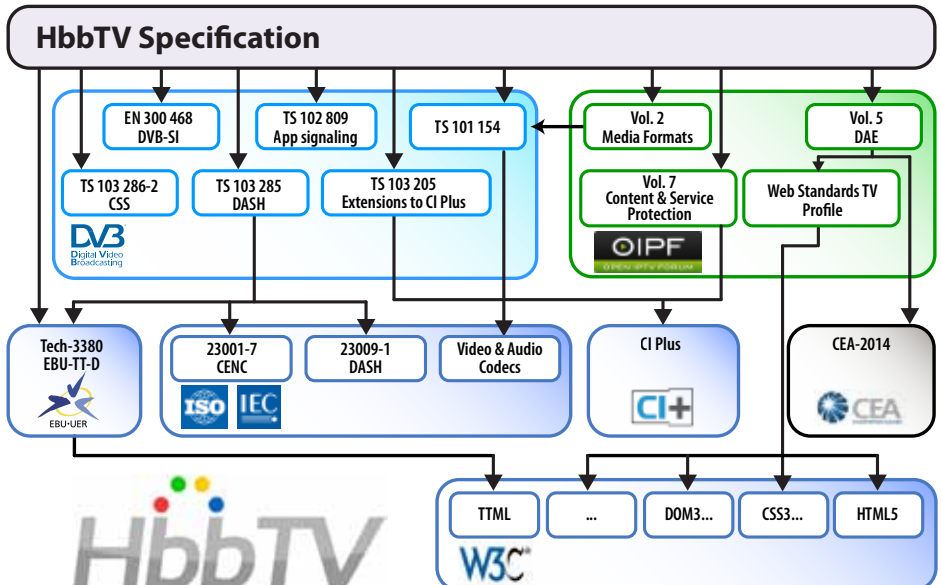 HbbTV Specification
EN 300 468
DVB-SI
TS 102 809
App signaling
TS 101 154
Vol. 2
Media Formats
Vol. 5
DAE
TS 103 286-2
CSS
TS 103 285
DASH
TS 103 205
Extensions to CI Plus
Vol. 7
Content & Service
Protection
Web Standards TV
Profile
DVB
Digital Video
Broadcasting
OIPF
OPEN IPTV FORUM
Tech-3380
EBU-TT-D
EBU•UER
23001-7
CENC
23009-1
DASH
Video & Audio
Codecs
ISO
IEC
CI Plus
CI+
CEA-2014
CEA
TTML
...
DOM3...
CSS3...
HTML5
W3C®
HbbTV